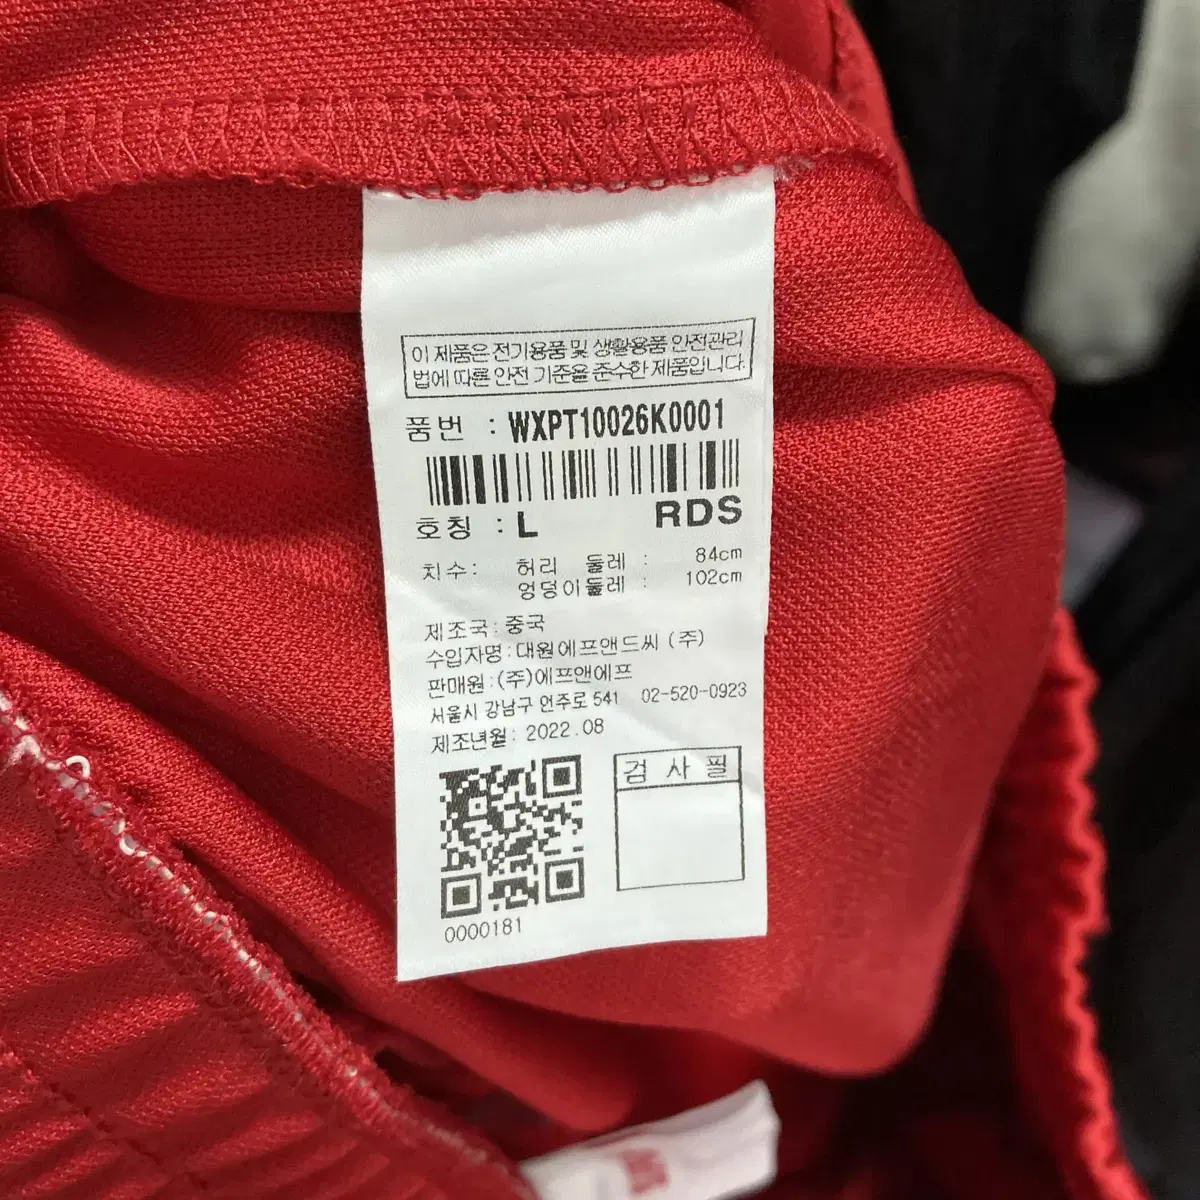 이 제품은 전기용품 및 생활용품 안전관리
법에 따른 안전 기준을 준수한 제품입니다.
품번 : WXPT10026K0001
호칭 : L RDS
치수: 허리 둘레 : 84cm
엉덩이둘레 : 102cm
제조국: 중국
수입자명: 대원에프앤드씨 (주)
판매원: (주)에프앤에프
서울시 강남구 언주로 541 02-520-0923
제조년월: 2022.08
검 사 필
0000181